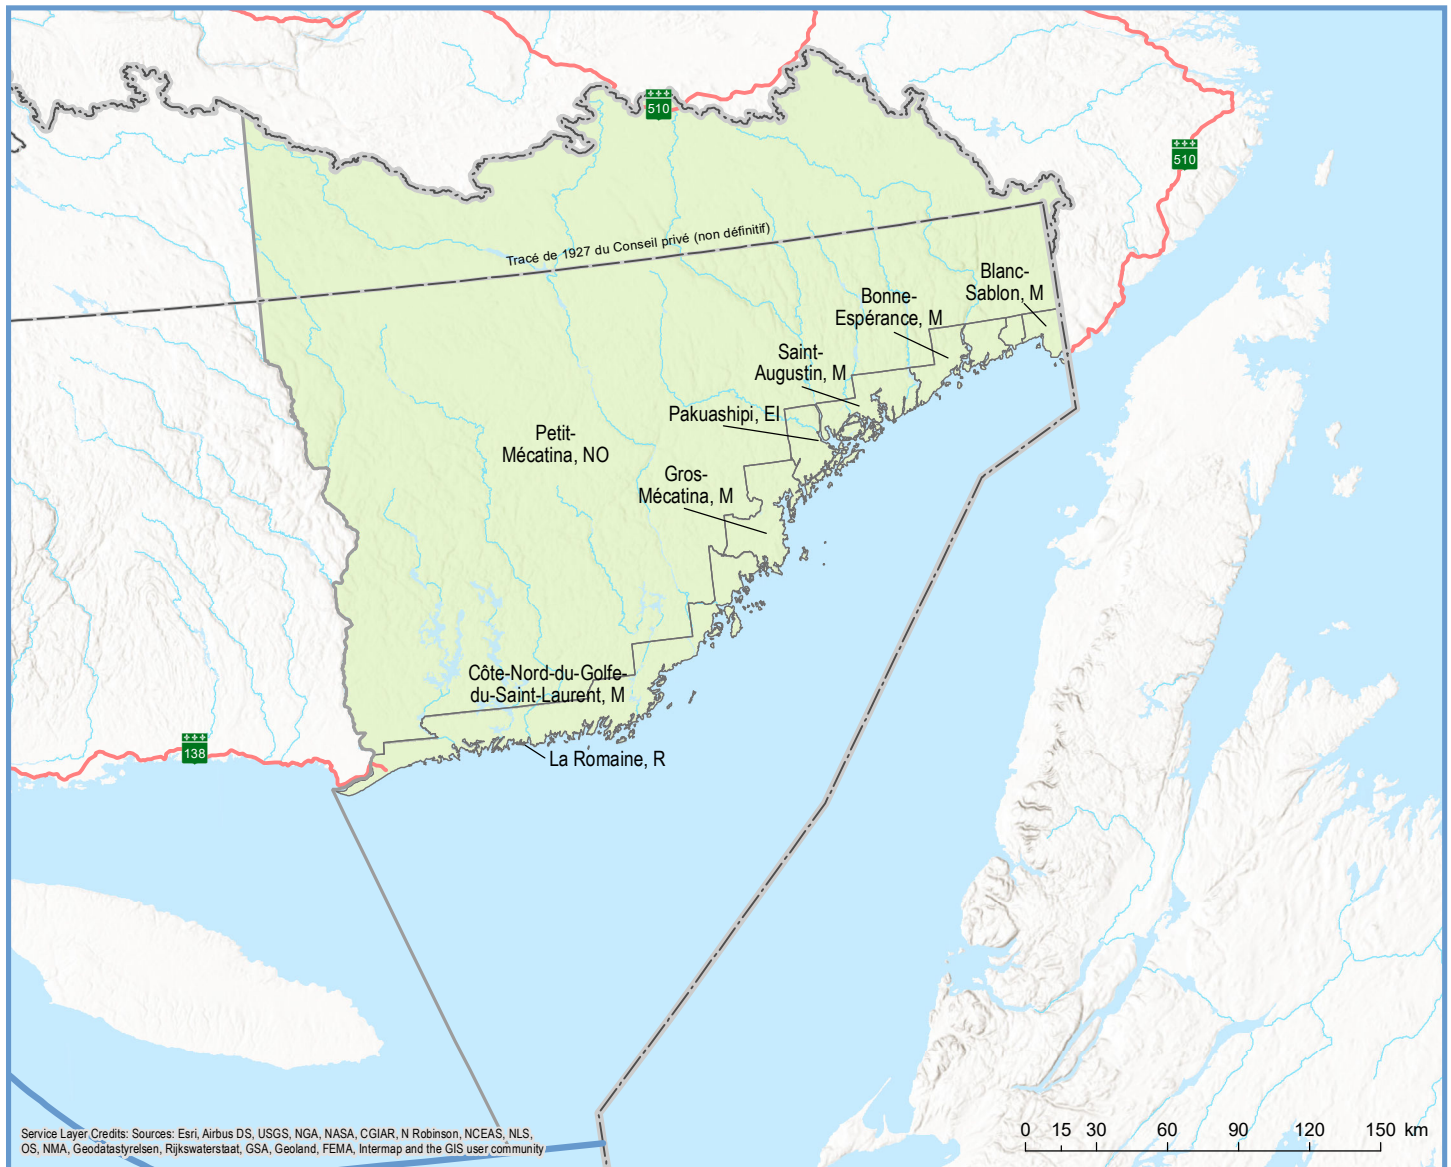 510
510
Tracé de 1927 du Conseil privé (non définitif)
Blanc-
Sablon, M
Bonne-
Espérance, M
Saint-
Augustin, M
Pakuashipi, EI
Petit-
Mécatina, NO
Gros-
Mécatina, M
Côte-Nord-du-Golfe-
du-Saint-Laurent, M
138
La Romaine, R
Service Layer Credits: Sources: Esri, Airbus DS, USGS, NGA, NASA, CGIAR, N Robinson, NCEAS, NLS,
OS, NMA, Geodatastyrelsen, Rijkswaterstaat, GSA, Geoland, FEMA, Intermap and the GIS user community
0 15 30 60 90 120 150 km